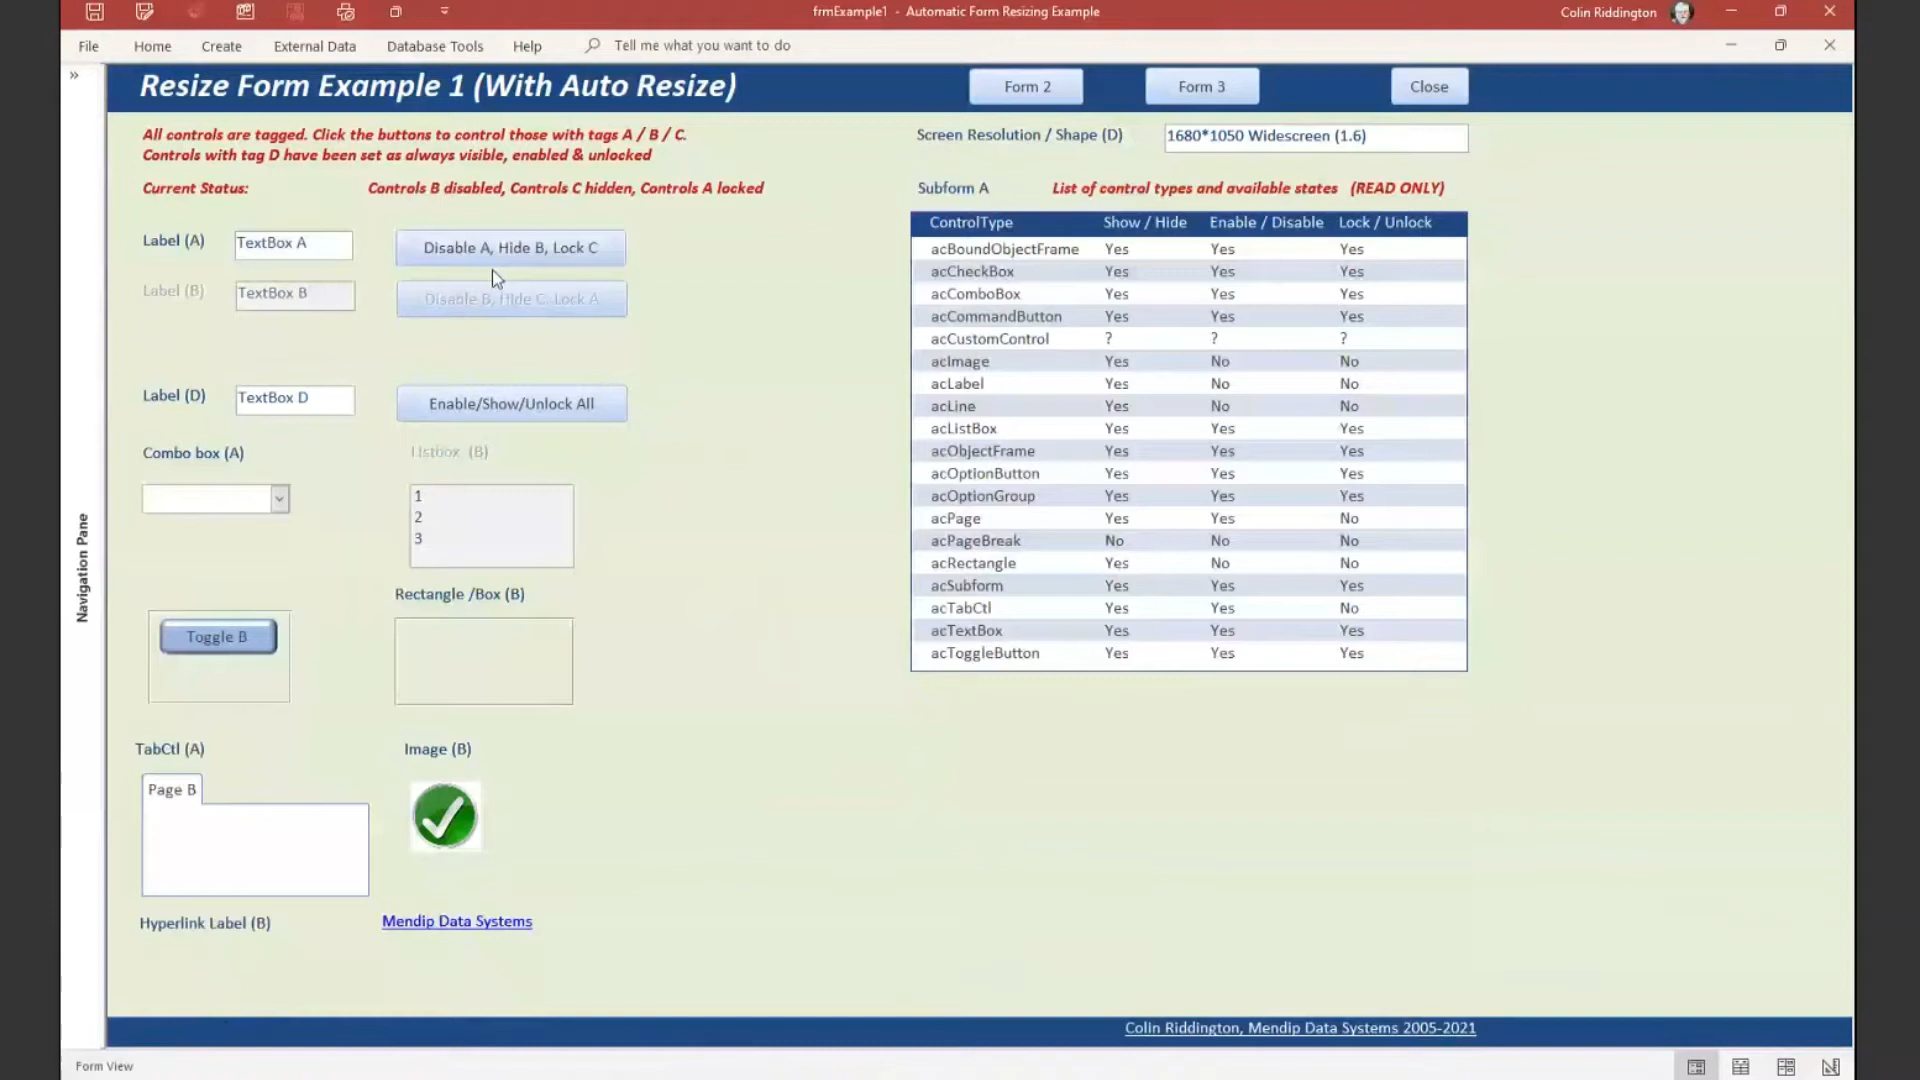 frmExample1 - Automatic Form Resizing Example
Colin Riddington
File Home Create External Data Database Tools Help Tell me what you want to do
Resize Form Example 1 (With Auto Resize)
Form 2
Form 3
Close
All controls are tagged. Click the buttons to control those with tags A / B / C.
Controls with tag D have been set as always visible, enabled & unlocked
Screen Resolution / Shape (D)
1680*1050 Widescreen (1.6)
Current Status: Controls B disabled, Controls C hidden, Controls A locked
Subform A
List of control types and available states (READ ONLY)
Label (A)
TextBox A
Disable A, Hide B, Lock C
Label (B)
TextBox B
Disable B, Hide C, Lock A
Label (D)
TextBox D
Enable/Show/Unlock All
Combo box (A)
Listbox (B)
1
2
3
Rectangle /Box (B)
Toggle B
TabCtl (A)
Image (B)
Page B
Hyperlink Label (B)
Mendip Data Systems
ControlType Show / Hide Enable / Disable Lock / Unlock
acBoundObjectFrame Yes Yes Yes
acCheckBox Yes Yes Yes
acComboBox Yes Yes Yes
acCommandButton Yes Yes Yes
acCustomControl ? ? ?
acImage Yes No No
acLabel Yes No No
acLine Yes No No
acListBox Yes Yes Yes
acObjectFrame Yes Yes Yes
acOptionButton Yes Yes Yes
acOptionGroup Yes Yes Yes
acPage Yes Yes No
acPageBreak No No No
acRectangle Yes No No
acSubform Yes Yes Yes
acTabCtl Yes Yes No
acTextBox Yes Yes Yes
acToggleButton Yes Yes Yes
Navigation Pane
Colin Riddington, Mendip Data Systems 2005-2021
Form View